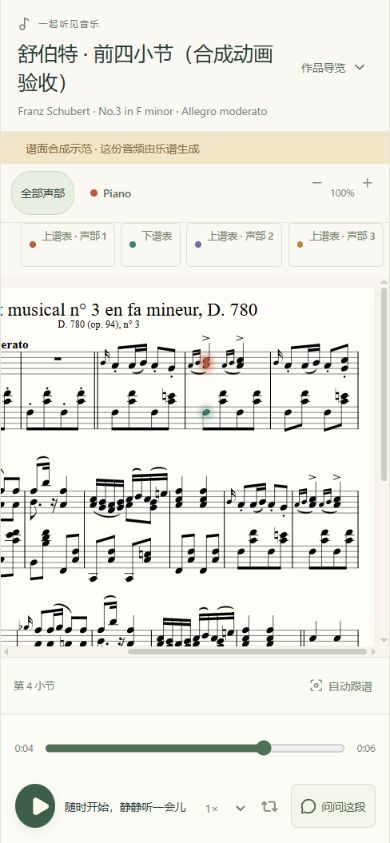 一起听见音乐
舒伯特 · 前四小节（合成动画
验收）
作品导览
Franz Schubert · No.3 in F minor · Allegro moderato
谱面合成示范 · 这份音频由乐谱生成
全部声部
Piano
100%
上谱表 · 声部 1
下谱表
上谱表 · 声部 2
上谱表 · 声部 3
musical n° 3 en fa mineur, D. 780
D. 780 (op. 94), n° 3
erato
第 4 小节
自动跟谱
0:04
0:06
随时开始，静静听一会儿
1×
问问这段